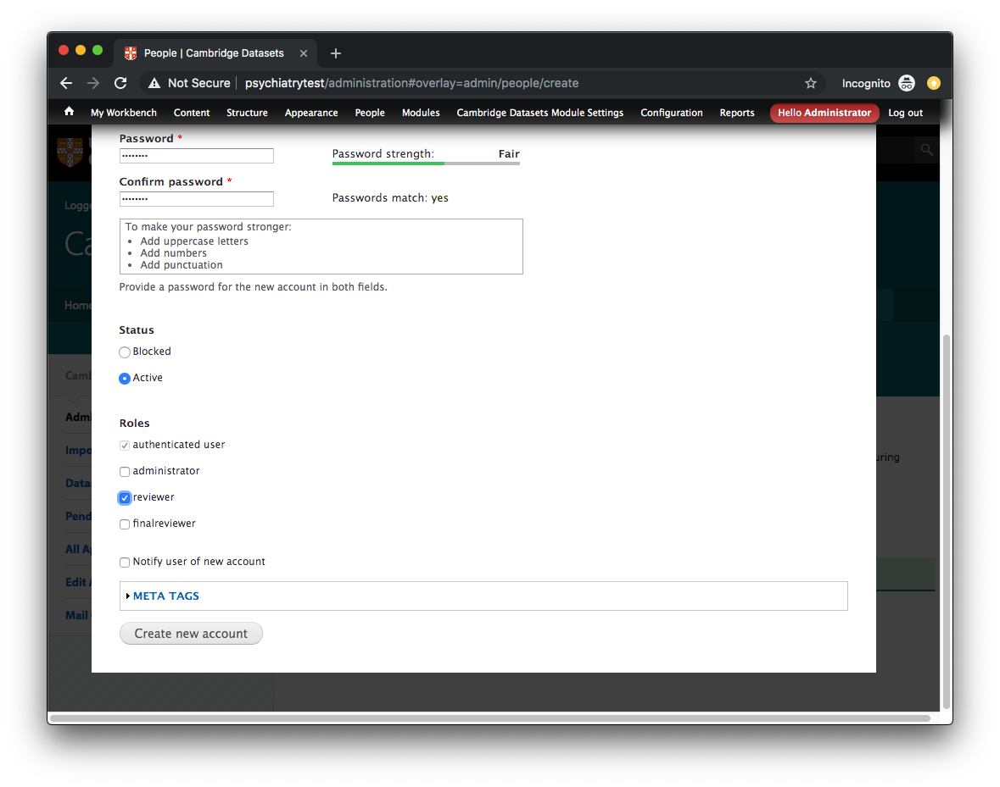 People | Cambridge Datasets
Not Secure psychiatrytest/administration#overlay=admin/people/create Incognito
My Workbench Content Structure Appearance People Modules Cambridge Datasets Module Settings Configuration Reports Hello Administrator Log out
Password *
•••••••• Password strength: Fair
Confirm password *
•••••••• Passwords match: yes
To make your password stronger:
• Add uppercase letters
• Add numbers
• Add punctuation
Provide a password for the new account in both fields.
Home
Status
Blocked
Active
Roles
authenticated user
administrator
reviewer
finalreviewer
Notify user of new account
META TAGS
Create new account
All
Edit
Mail